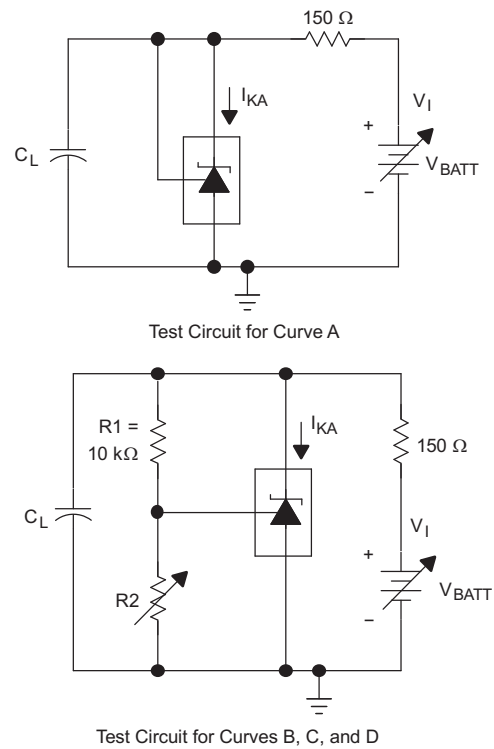 150 Ω
I_KA
V_I
+
C_L
V_BATT
−
Test Circuit for Curve A
I_KA
R1 =
10 kΩ
150 Ω
C_L
V_I
+
R2
V_BATT
−
Test Circuit for Curves B, C, and D